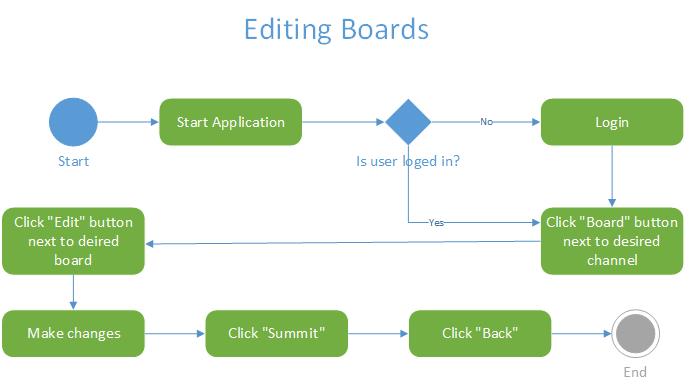 Editing Boards
Start Application
No
Login
Start
Is user loged in?
Yes
Click "Edit" button
next to deired
board
Click "Board" button
next to desired
channel
Make changes
Click "Summit"
Click "Back"
End